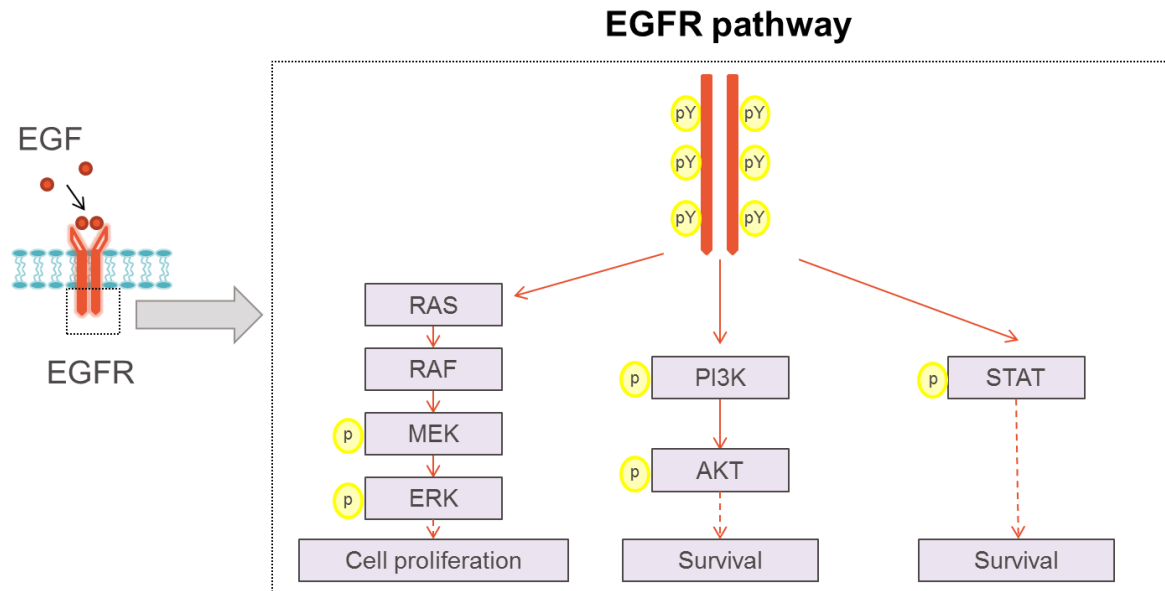 EGFR pathway
EGF
EGFR
pY
pY
pY
pY
pY
pY
RAS
RAF
p
MEK
p
ERK
Cell proliferation
p
PI3K
p
AKT
Survival
p
STAT
Survival